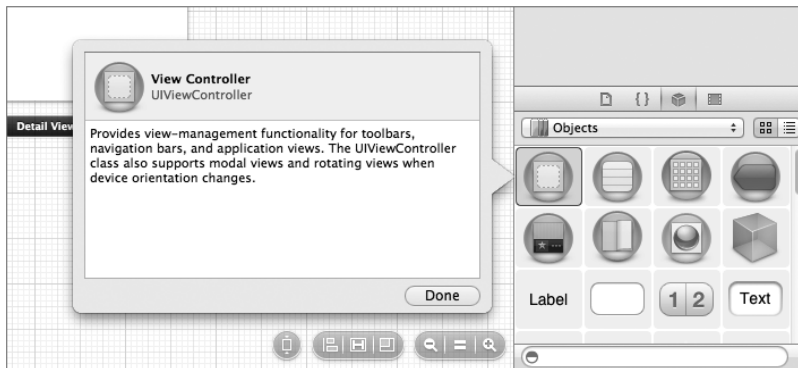 View Controller
UIViewController
Detail View
Provides view-management functionality for toolbars,
navigation bars, and application views. The UIViewController
class also supports modal views and rotating views when
device orientation changes.
Done
{ }
Objects
Label
1 2
Text